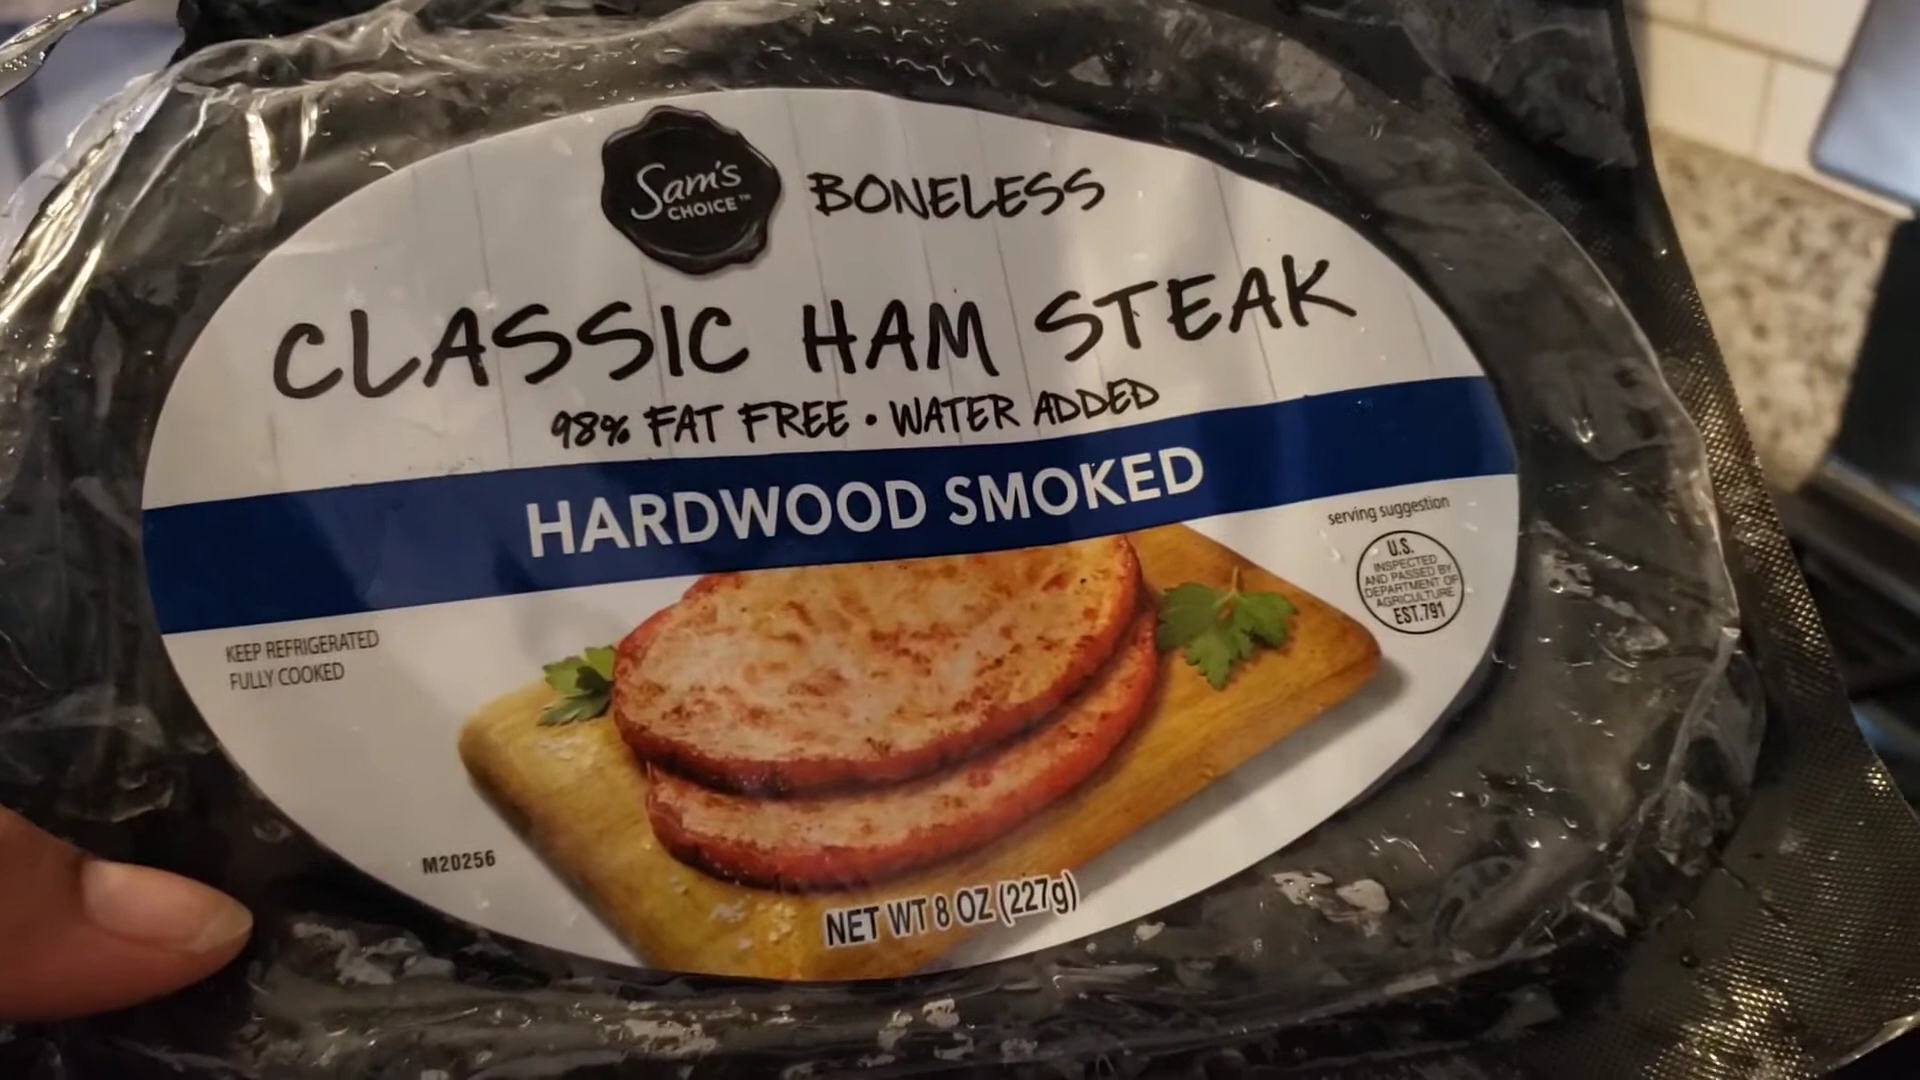 Sam's
CHOICE™
BONELESS
CLASSIC HAM STEAK
98% FAT FREE • WATER ADDED
HARDWOOD SMOKED
serving suggestion
U.S.
INSPECTED
AND PASSED BY
DEPARTMENT OF
AGRICULTURE
EST.791
KEEP REFRIGERATED
FULLY COOKED
M20256
NET WT 8 OZ (227g)